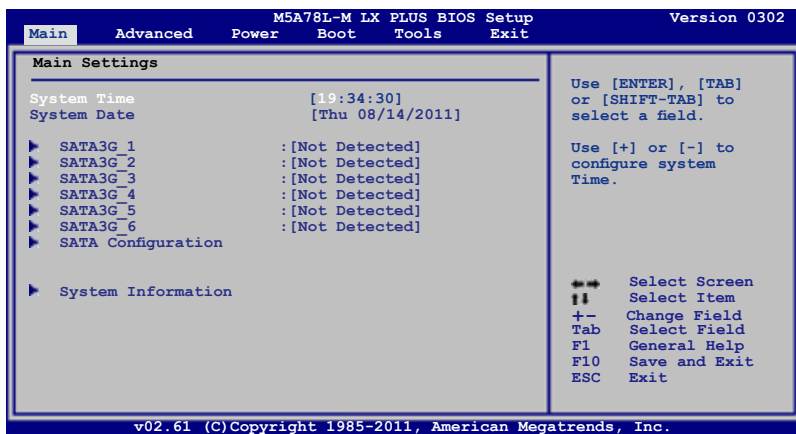 M5A78L-M LX PLUS BIOS Setup Version 0302
Main Advanced Power Boot Tools Exit
Main Settings
System Time [19:34:30]
System Date [Thu 08/14/2011]
SATA3G_1 :[Not Detected]
SATA3G_2 :[Not Detected]
SATA3G_3 :[Not Detected]
SATA3G_4 :[Not Detected]
SATA3G_5 :[Not Detected]
SATA3G_6 :[Not Detected]
SATA Configuration
System Information
Use [ENTER], [TAB]
or [SHIFT-TAB] to
select a field.
Use [+] or [-] to
configure system
Time.
←→ Select Screen
↑↓ Select Item
+- Change Field
Tab Select Field
F1 General Help
F10 Save and Exit
ESC Exit
v02.61 (C)Copyright 1985-2011, American Megatrends, Inc.